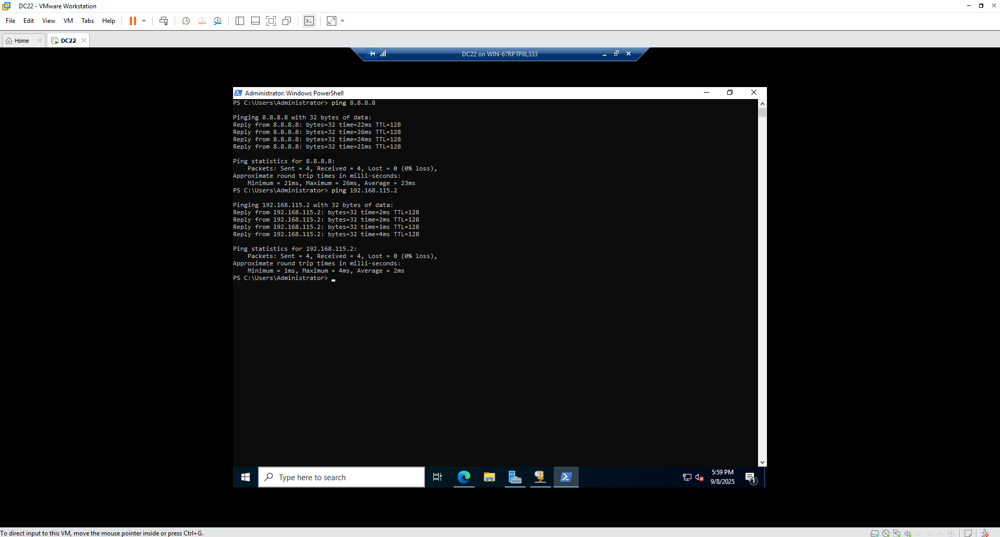 DC22 - VMware Workstation
File Edit View VM Tabs Help
Home DC22
DC22 on WIN-67RPTP8L333
Administrator: Windows PowerShell
PS C:\Users\Administrator> ping 8.8.8.8
Pinging 8.8.8.8 with 32 bytes of data:
Reply from 8.8.8.8: bytes=32 time=22ms TTL=128
Reply from 8.8.8.8: bytes=32 time=26ms TTL=128
Reply from 8.8.8.8: bytes=32 time=24ms TTL=128
Reply from 8.8.8.8: bytes=32 time=21ms TTL=128
Ping statistics for 8.8.8.8:
    Packets: Sent = 4, Received = 4, Lost = 0 (0% loss),
Approximate round trip times in milli-seconds:
    Minimum = 21ms, Maximum = 26ms, Average = 23ms
PS C:\Users\Administrator> ping 192.168.115.2
Pinging 192.168.115.2 with 32 bytes of data:
Reply from 192.168.115.2: bytes=32 time=2ms TTL=128
Reply from 192.168.115.2: bytes=32 time=2ms TTL=128
Reply from 192.168.115.2: bytes=32 time=1ms TTL=128
Reply from 192.168.115.2: bytes=32 time=4ms TTL=128
Ping statistics for 192.168.115.2:
    Packets: Sent = 4, Received = 4, Lost = 0 (0% loss),
Approximate round trip times in milli-seconds:
    Minimum = 1ms, Maximum = 4ms, Average = 2ms
PS C:\Users\Administrator>
Type here to search
5:59 PM
9/8/2025
1
To direct input to this VM, move the mouse pointer inside or press Ctrl+G.